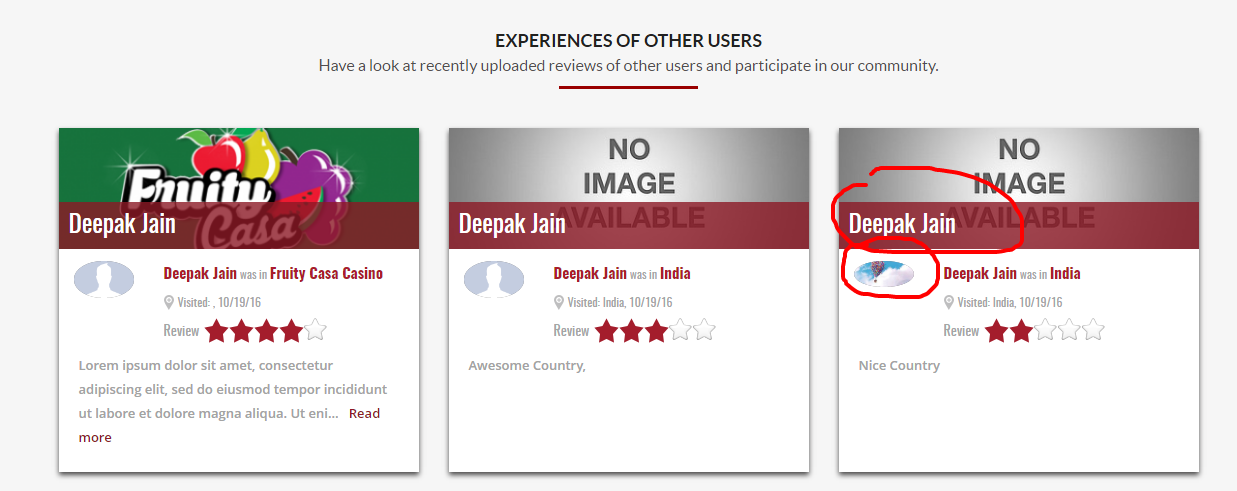 EXPERIENCES OF OTHER USERS
Have a look at recently uploaded reviews of other users and participate in our community.
Fruity
Casa
Deepak Jain
Deepak Jain was in Fruity Casa Casino
Visited: , 10/19/16
Review
Lorem ipsum dolor sit amet, consectetur
adipiscing elit, sed do eiusmod tempor incididunt
ut labore et dolore magna aliqua. Ut eni... Read
more
NO
IMAGE
AVAILABLE
Deepak Jain
Deepak Jain was in India
Visited: India, 10/19/16
Review
Awesome Country,
NO
IMAGE
AVAILABLE
Deepak Jain
Deepak Jain was in India
Visited: India, 10/19/16
Review
Nice Country